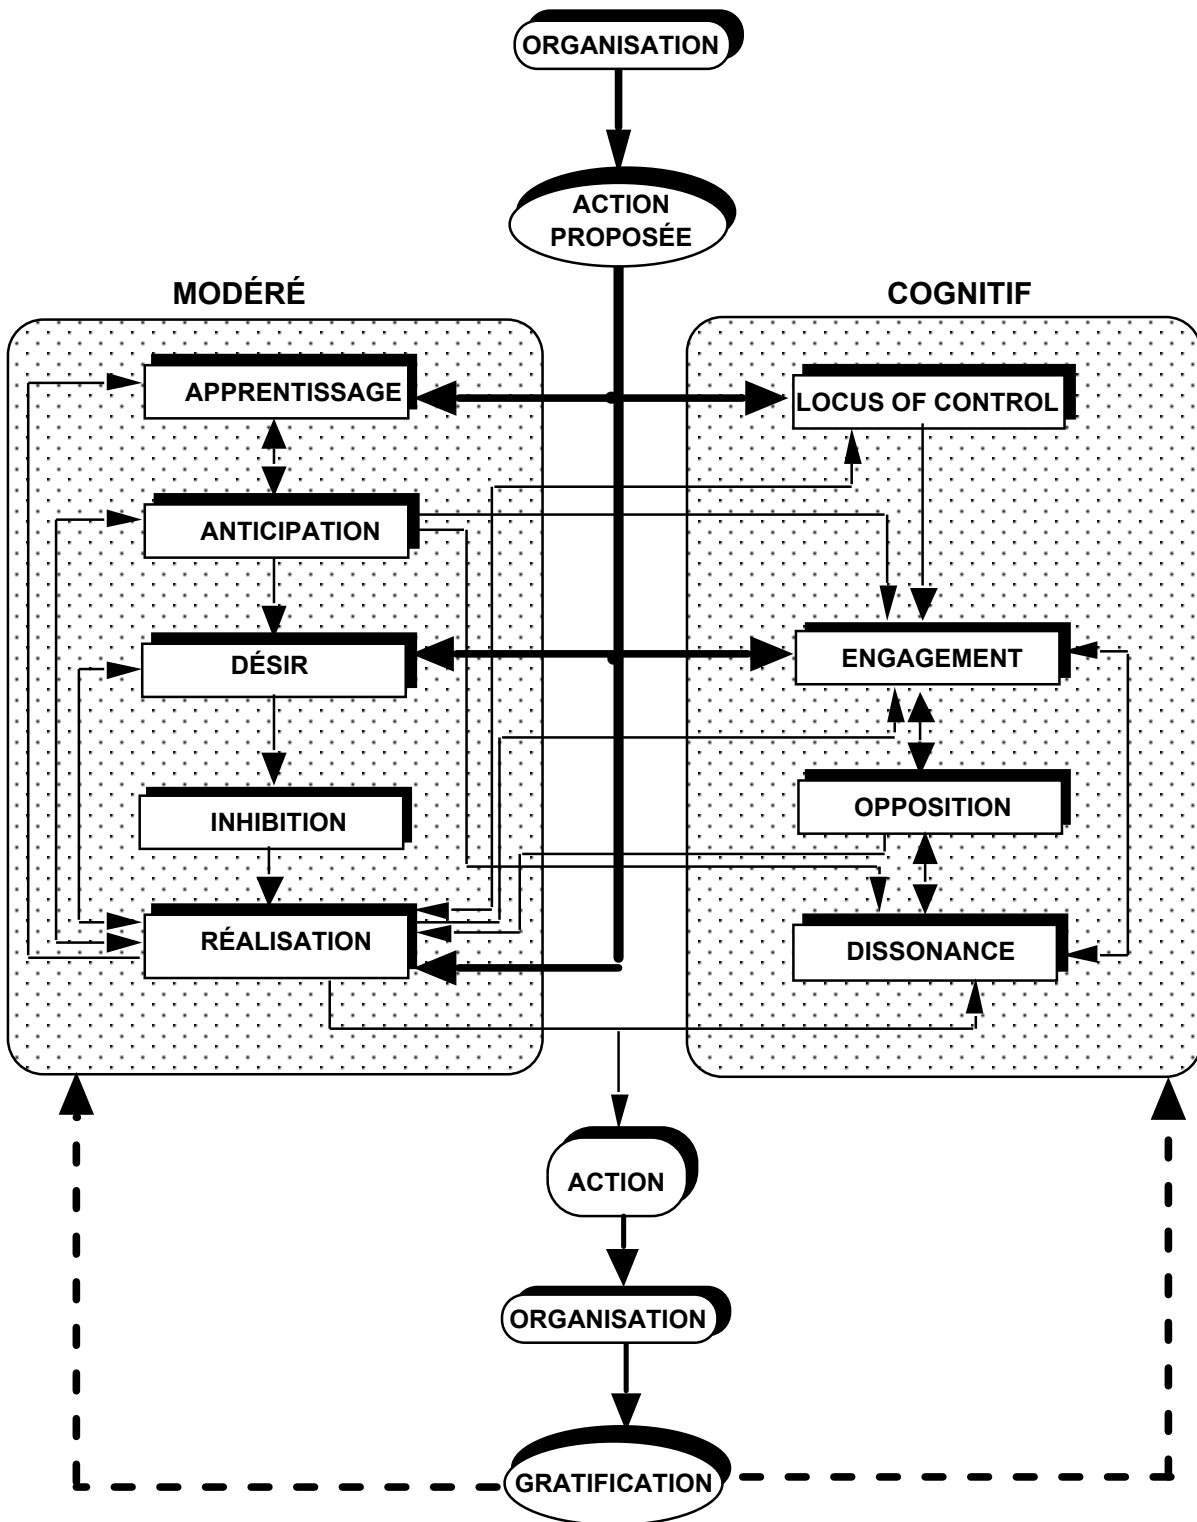 ORGANISATION
ACTION
PROPOSÉE
MODÉRÉ
COGNITIF
APPRENTISSAGE
LOCUS OF CONTROL
ANTICIPATION
DÉSIR
ENGAGEMENT
INHIBITION
OPPOSITION
RÉALISATION
DISSONANCE
ACTION
ORGANISATION
GRATIFICATION